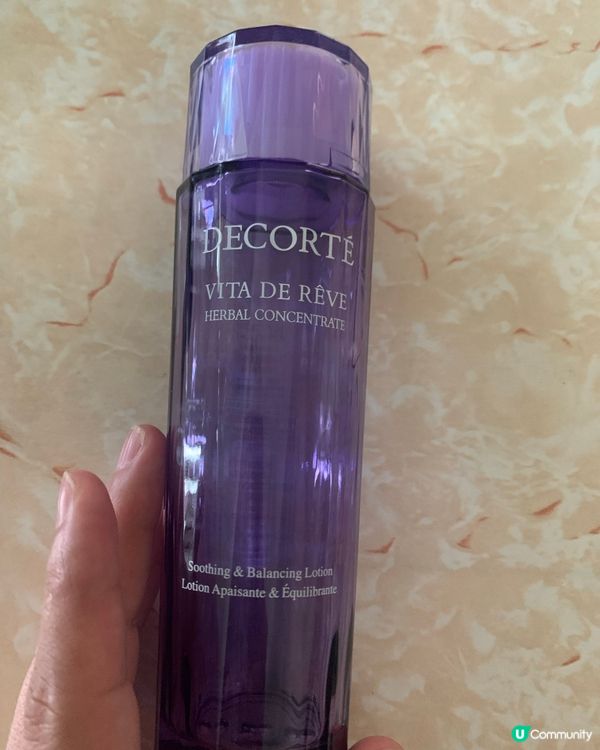 DECORTÉ
VITA DE RÊVE
HERBAL CONCENTRATE
Soothing & Balancing Lotion
Lotion Apaisante & Équilibrante
U Community